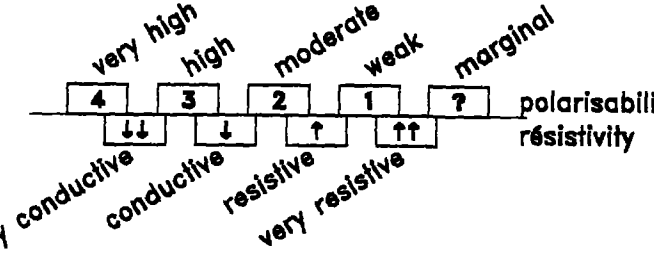 very high
high
moderate
weak
marginal
4 3 2 1 ?
polarisabili
↓↓ ↓ ↑ ↑↑
résistivity
y conductive
conductive
resistive
very resistive